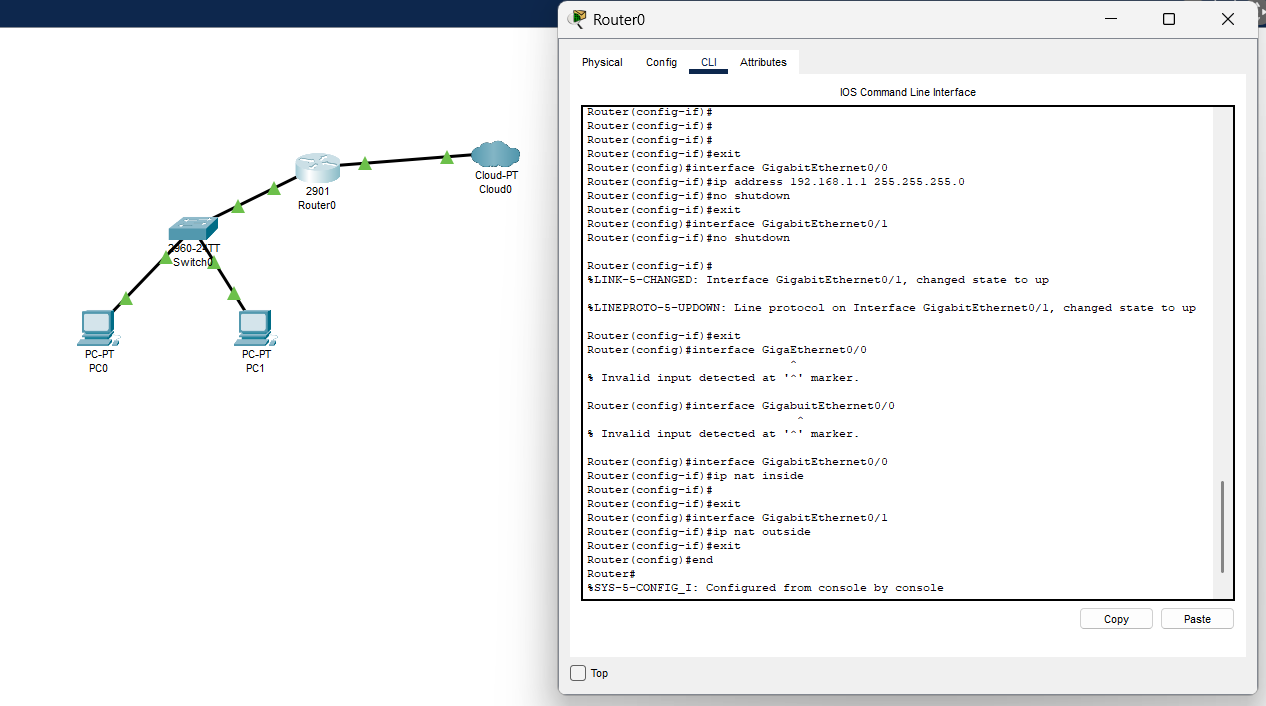 Router0
Physical Config CLI Attributes
IOS Command Line Interface
Router(config-if)#
Router(config-if)#
Router(config-if)#
Router(config-if)#exit
Router(config)#interface GigabitEthernet0/0
Router(config-if)#ip address 192.168.1.1 255.255.255.0
Router(config-if)#no shutdown
Router(config-if)#exit
Router(config)#interface GigabitEthernet0/1
Router(config-if)#no shutdown
Router(config-if)#
%LINK-5-CHANGED: Interface GigabitEthernet0/1, changed state to up
%LINEPROTO-5-UPDOWN: Line protocol on Interface GigabitEthernet0/1, changed state to up
Router(config-if)#exit
Router(config)#interface GigaEthernet0/0
^
% Invalid input detected at '^' marker.
Router(config)#interface GigabuitEthernet0/0
^
% Invalid input detected at '^' marker.
Router(config)#interface GigabitEthernet0/0
Router(config-if)#ip nat inside
Router(config-if)#
Router(config-if)#exit
Router(config)#interface GigabitEthernet0/1
Router(config-if)#ip nat outside
Router(config-if)#exit
Router(config)#end
Router#
%SYS-5-CONFIG_I: Configured from console by console
Copy Paste
Top
Cloud-PT
Cloud0
2901
Router0
2960-24TT
Switch0
PC-PT
PC0
PC-PT
PC1